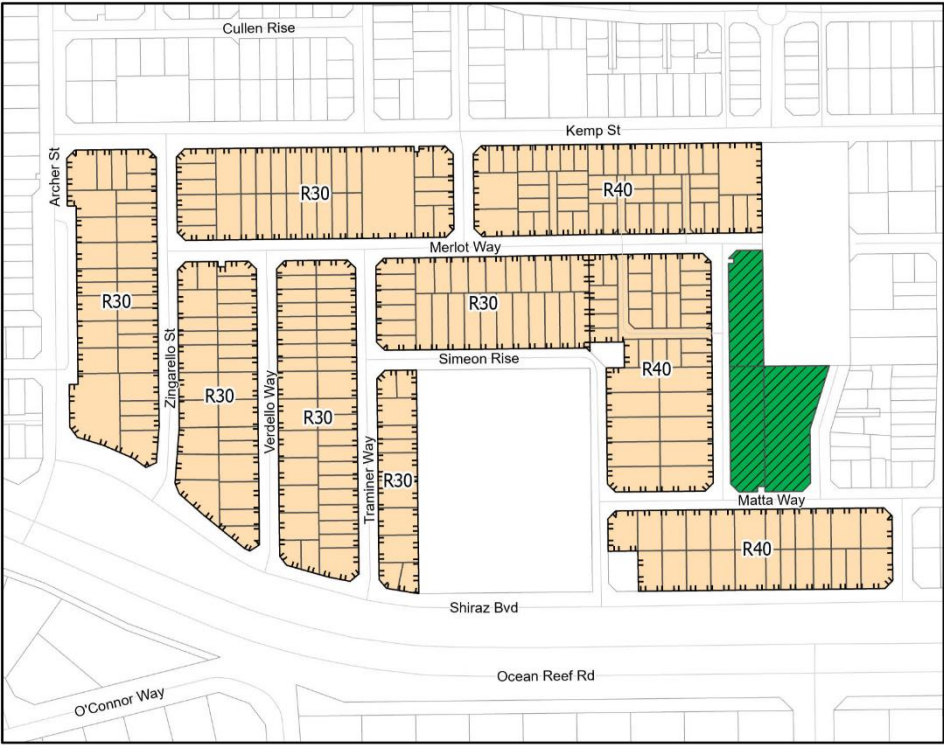 Cullen Rise
Kemp St
Archer St
R30
R40
Merlot Way
R30
R30
Simeon Rise
Zingarello St
R40
R30
Verdello Way
R30
Traminer Way
R30
Matta Way
R40
Shiraz Bvd
Ocean Reef Rd
O'Connor Way